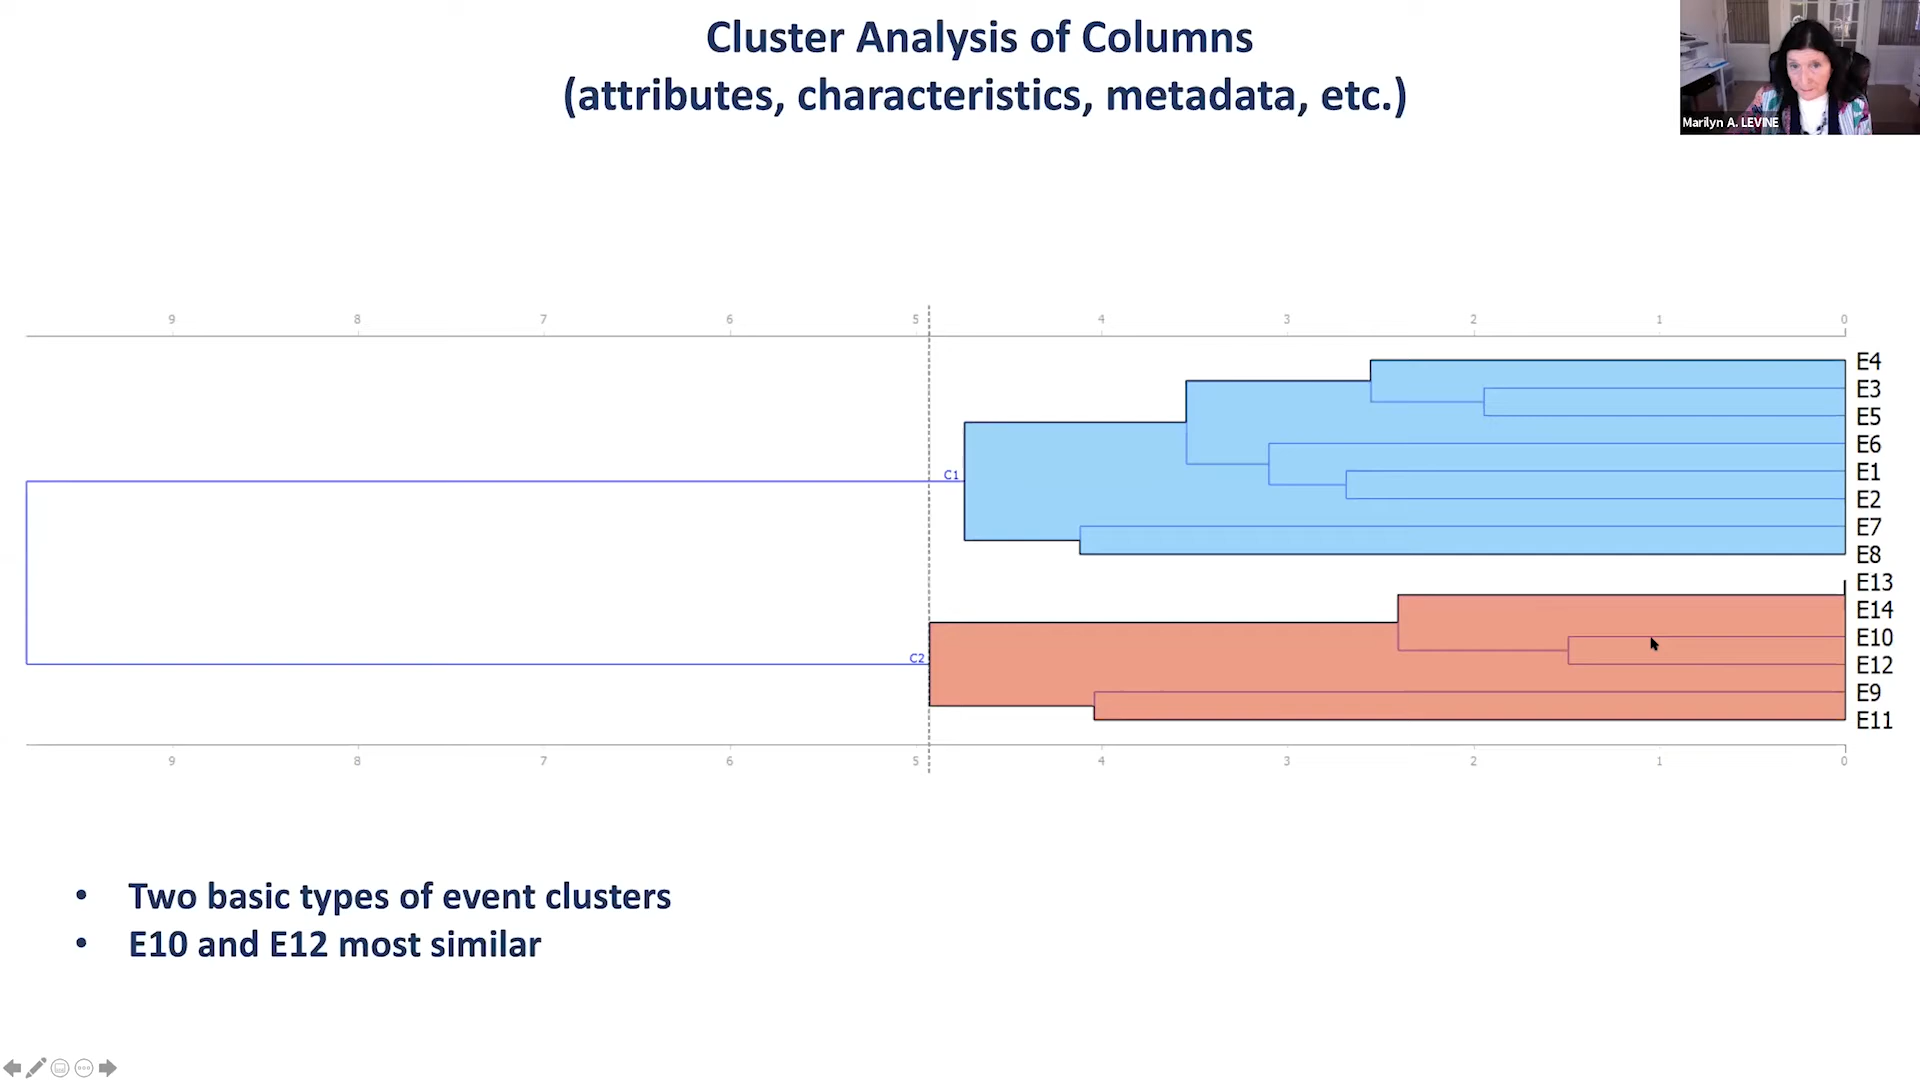 Cluster Analysis of Columns
(attributes, characteristics, metadata, etc.)
Marilyn A. LEVINE
9 8 7 6 5 4 3 2 1 0
E4
E3
E5
E6
C1
E1
E2
E7
E8
E13
E14
E10
C2
E12
E9
E11
9 8 7 6 5 4 3 2 1 0
• Two basic types of event clusters
• E10 and E12 most similar